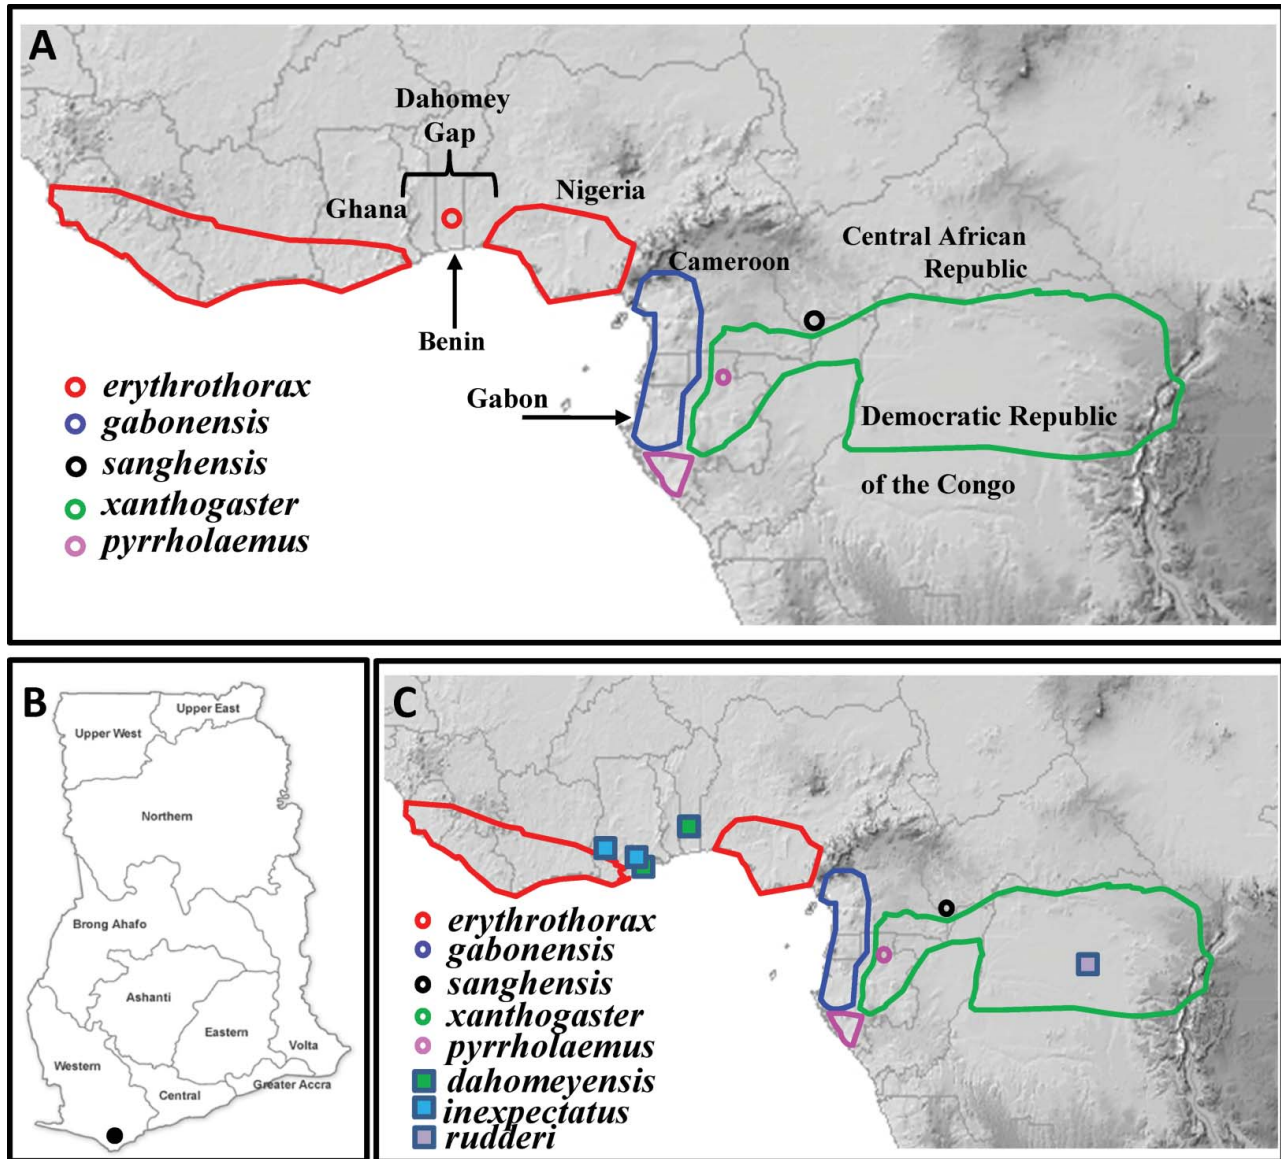 A
Dahomey
Gap
Ghana
Nigeria
Cameroon
Central African
Republic
Benin
Gabon
Democratic Republic
of the Congo
erythrothorax
gabonensis
sanghensis
xanthogaster
pyrrholaemus
B
Upper East
Upper West
Northern
Brong Ahafo
Ashanti
Eastern
Volta
Western
Central
Greater Accra
C
erythrothorax
gabonensis
sanghensis
xanthogaster
pyrrholaemus
dahomeyensis
inexpectatus
rudderi